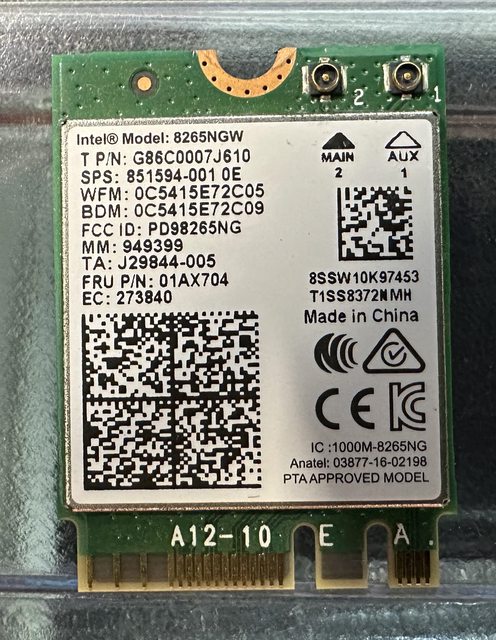 2
1
Intel® Model: 8265NGW
T P/N: G86C0007J610
SPS: 851594-001 0E
WFM: 0C5415E72C05
BDM: 0C5415E72C09
FCC ID: PD98265NG
MM: 949399
TA: J29844-005
FRU P/N: 01AX704
EC: 273840
MAIN
2
AUX
1
8SSW10K97453
T1SS8372NMH
Made in China
CE
IC :1000M-8265NG
Anatel: 03877-16-02198
PTA APPROVED MODEL
A12-10 E A